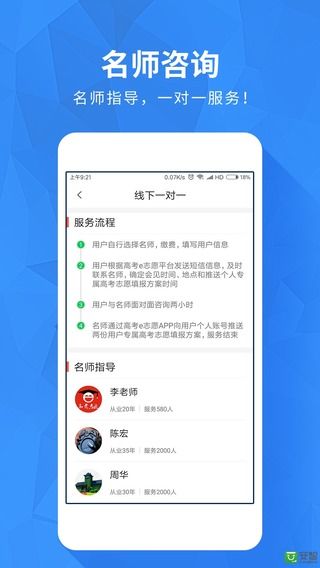 名师咨询
名师指导，一对一服务！
上午9:21
0.07K/s
HD
18%
线下一对一
服务流程
1 用户自行选择名师，缴费，填写用户信息
2 用户根据高考e志愿平台发送短信信息，及时
联系名师，确定会见时间、地点和推送个人专
属高考志愿填报方案时间
3 用户与名师面对面咨询两小时
4 名师通过高考e志愿APP向用户个人账号推送
两份用户专属高考志愿填报方案，服务结束
名师指导
李老师
从业20年 | 服务580人
陈宏
从业35年 | 服务2000人
周华
从业30年 | 服务2000人
安智